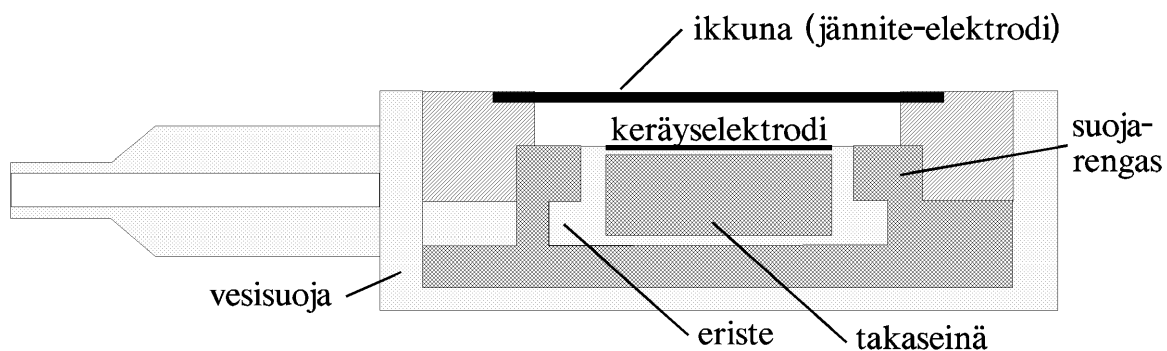 ikkuna (jännite-elektrodi)
keräyselektrodi
suoja-
rengas
vesisuoja
eriste
takaseinä